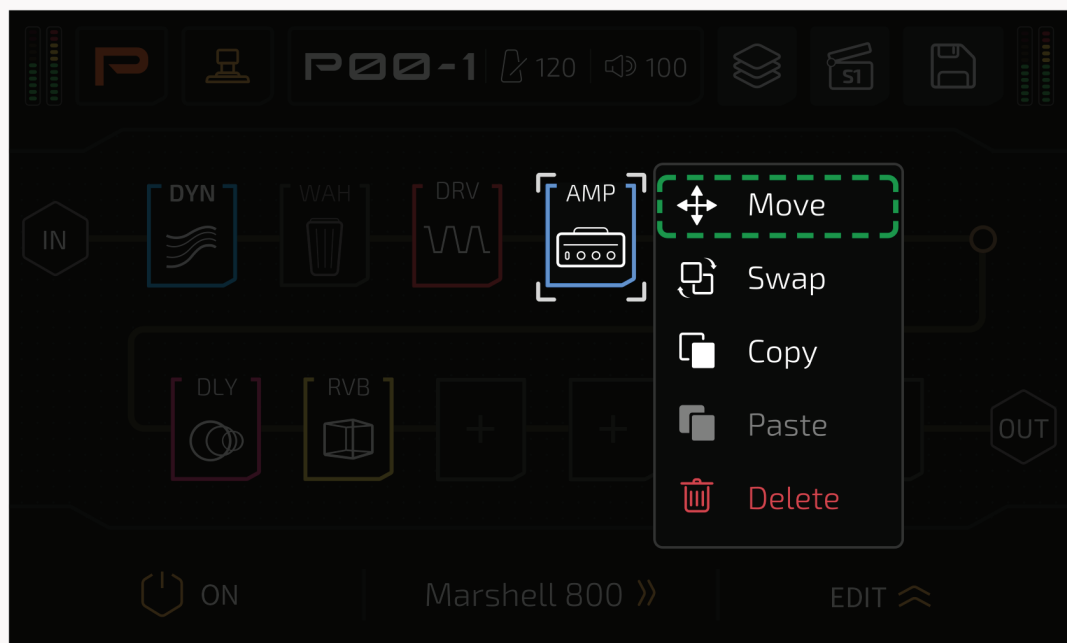 P00-1 120 100 S1
IN DYN WAH DRV AMP
Move
Swap
Copy
Paste
Delete
DLY RVB + + OUT
ON Marshell 800 EDIT